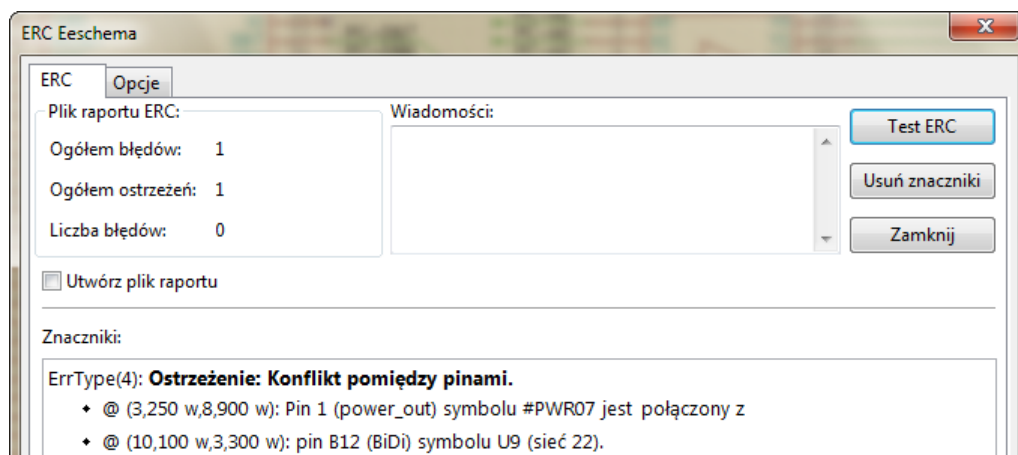 ERC Eeschema
ERC Opcje
Plik raportu ERC: Wiadomości:
Test ERC
Ogółem błędów: 1
Usuń znaczniki
Ogółem ostrzeżeń: 1
Liczba błędów: 0
Zamknij
Utwórz plik raportu
Znaczniki:
ErrType(4): Ostrzeżenie: Konflikt pomiędzy pinami.
• @ (3,250 w,8,900 w): Pin 1 (power_out) symbolu #PWR07 jest połączony z
• @ (10,100 w,3,300 w): pin B12 (BiDi) symbolu U9 (sieć 22).